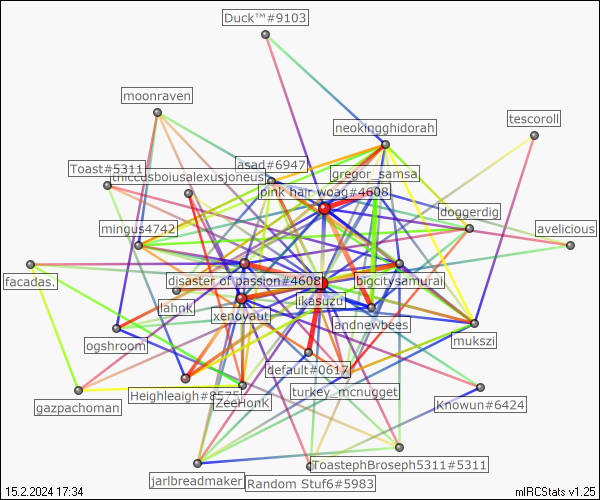 Duck™#9103
moonraven
tescoroll
neokingghidorah
asad#6947
Toast#5311
gregor_samsa
thiccusboiusalexusjoneus
pink hair woag#4608
doggerdig
mingus4742
avelicious
facadas.
disaster of passion#4608
bigcitysamurai
lahnk
ikasuzu
xenoyaut
andnewbees
ogshroom
mukszi
default#0617
Heighleaigh#8575
turkey_mcnugget
ZeeHonK
gazpachoman
Knowun#6424
ToastephBroseph5311#5311
jarlbreadmaker
Random Stuf6#5983
15.2.2024 17:34
mIRCStats v1.25